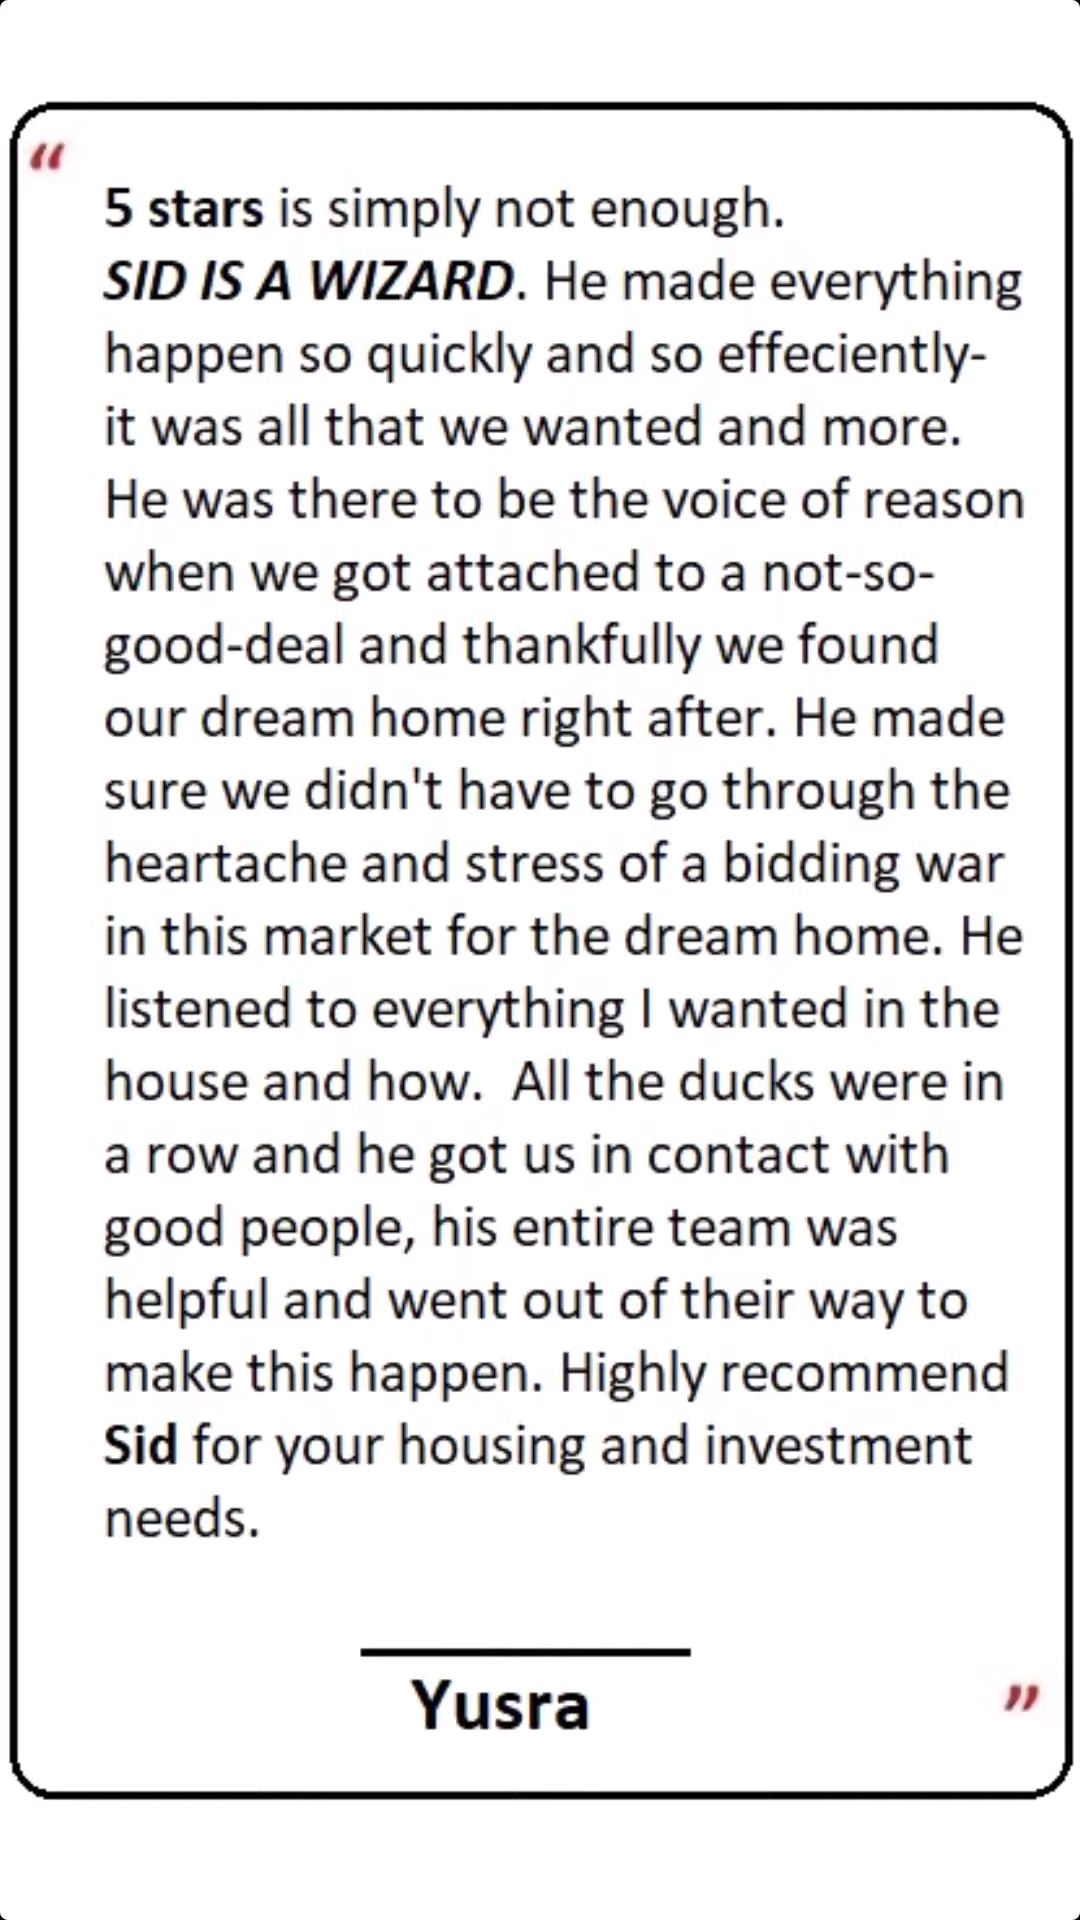 “
5 stars is simply not enough.
SID IS A WIZARD. He made everything
happen so quickly and so effeciently-
it was all that we wanted and more.
He was there to be the voice of reason
when we got attached to a not-so-
good-deal and thankfully we found
our dream home right after. He made
sure we didn't have to go through the
heartache and stress of a bidding war
in this market for the dream home. He
listened to everything I wanted in the
house and how.  All the ducks were in
a row and he got us in contact with
good people, his entire team was
helpful and went out of their way to
make this happen. Highly recommend
Sid for your housing and investment
needs.
Yusra
”